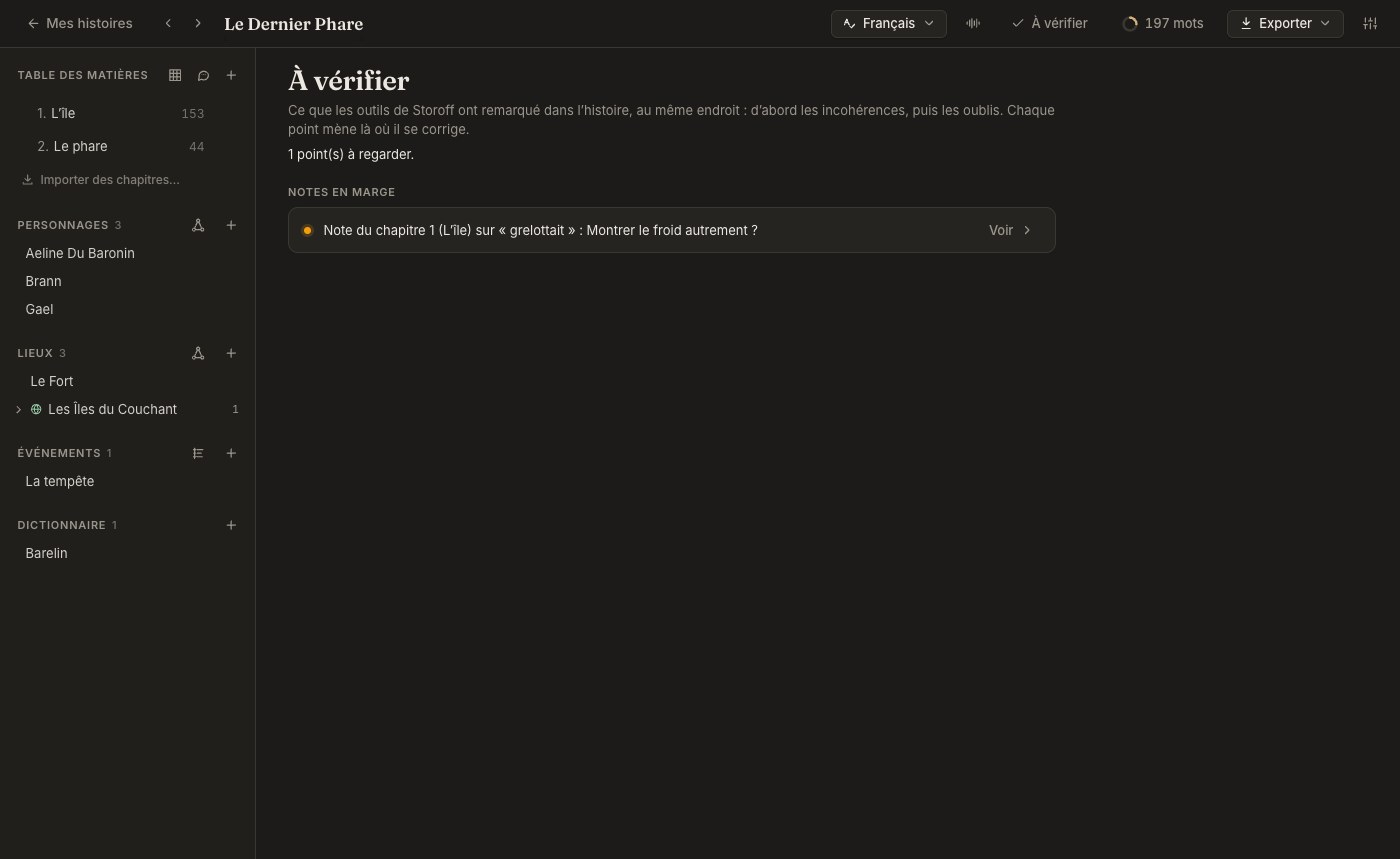 Mes histoires
Le Dernier Phare
Français
À vérifier
197 mots
Exporter
TABLE DES MATIÈRES
1. L'île 153
2. Le phare 44
Importer des chapitres...
PERSONNAGES 3
Aeline Du Baronin
Brann
Gael
LIEUX 3
Le Fort
Les Îles du Couchant 1
ÉVÉNEMENTS 1
La tempête
DICTIONNAIRE 1
Barelin
À vérifier
Ce que les outils de Storoff ont remarqué dans l'histoire, au même endroit : d'abord les incohérences, puis les oublis. Chaque
point mène là où il se corrige.
1 point(s) à regarder.
NOTES EN MARGE
Note du chapitre 1 (L'île) sur « grelottait » : Montrer le froid autrement ? Voir